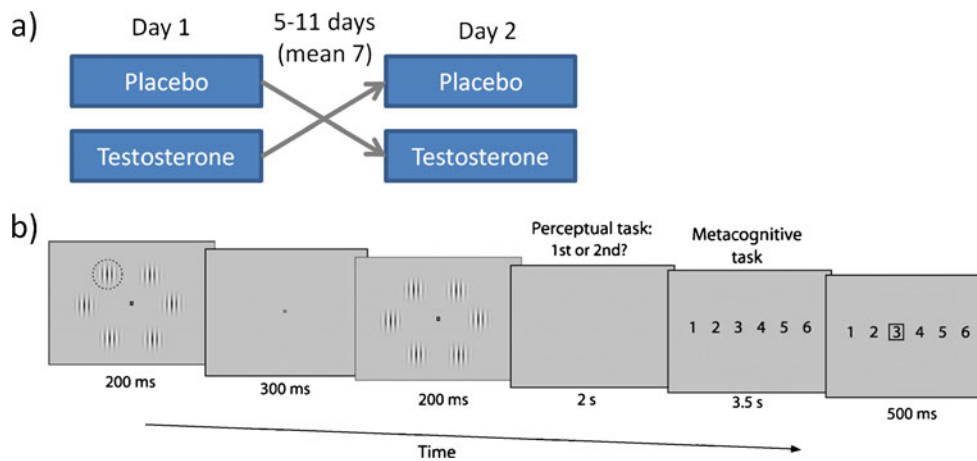 a)
Day 1
5-11 days
(mean 7)
Day 2
Placebo
Placebo
Testosterone
Testosterone
b)
Perceptual task:
1st or 2nd?
Metacognitive
task
1 2 3 4 5 6
1 2 3 4 5 6
200 ms
300 ms
200 ms
2 s
3.5 s
500 ms
Time